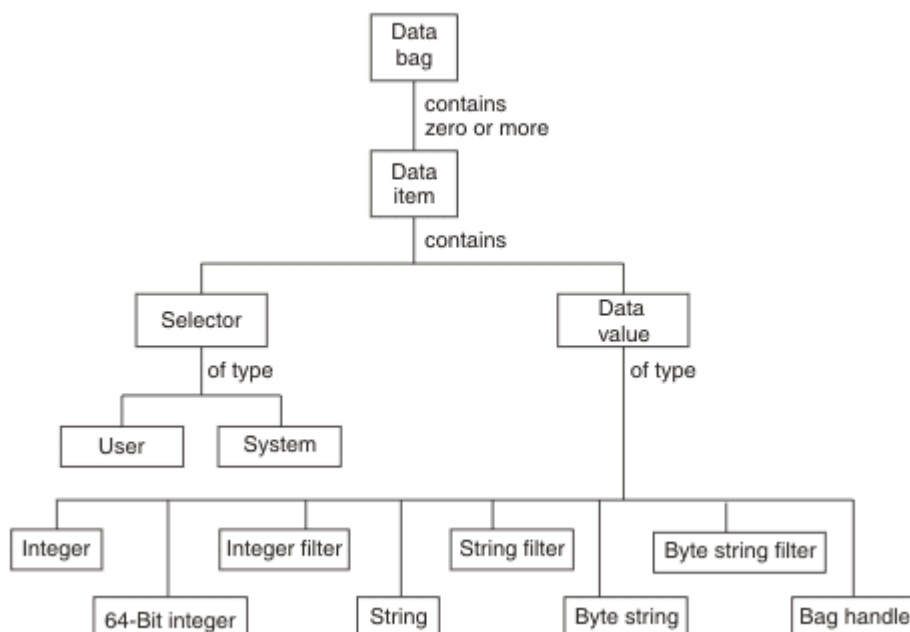 Data
bag
contains
zero or more
Data
item
contains
Selector
Data
value
of type
of type
User
System
Integer
Integer filter
String filter
Byte string filter
64-Bit integer
String
Byte string
Bag handle